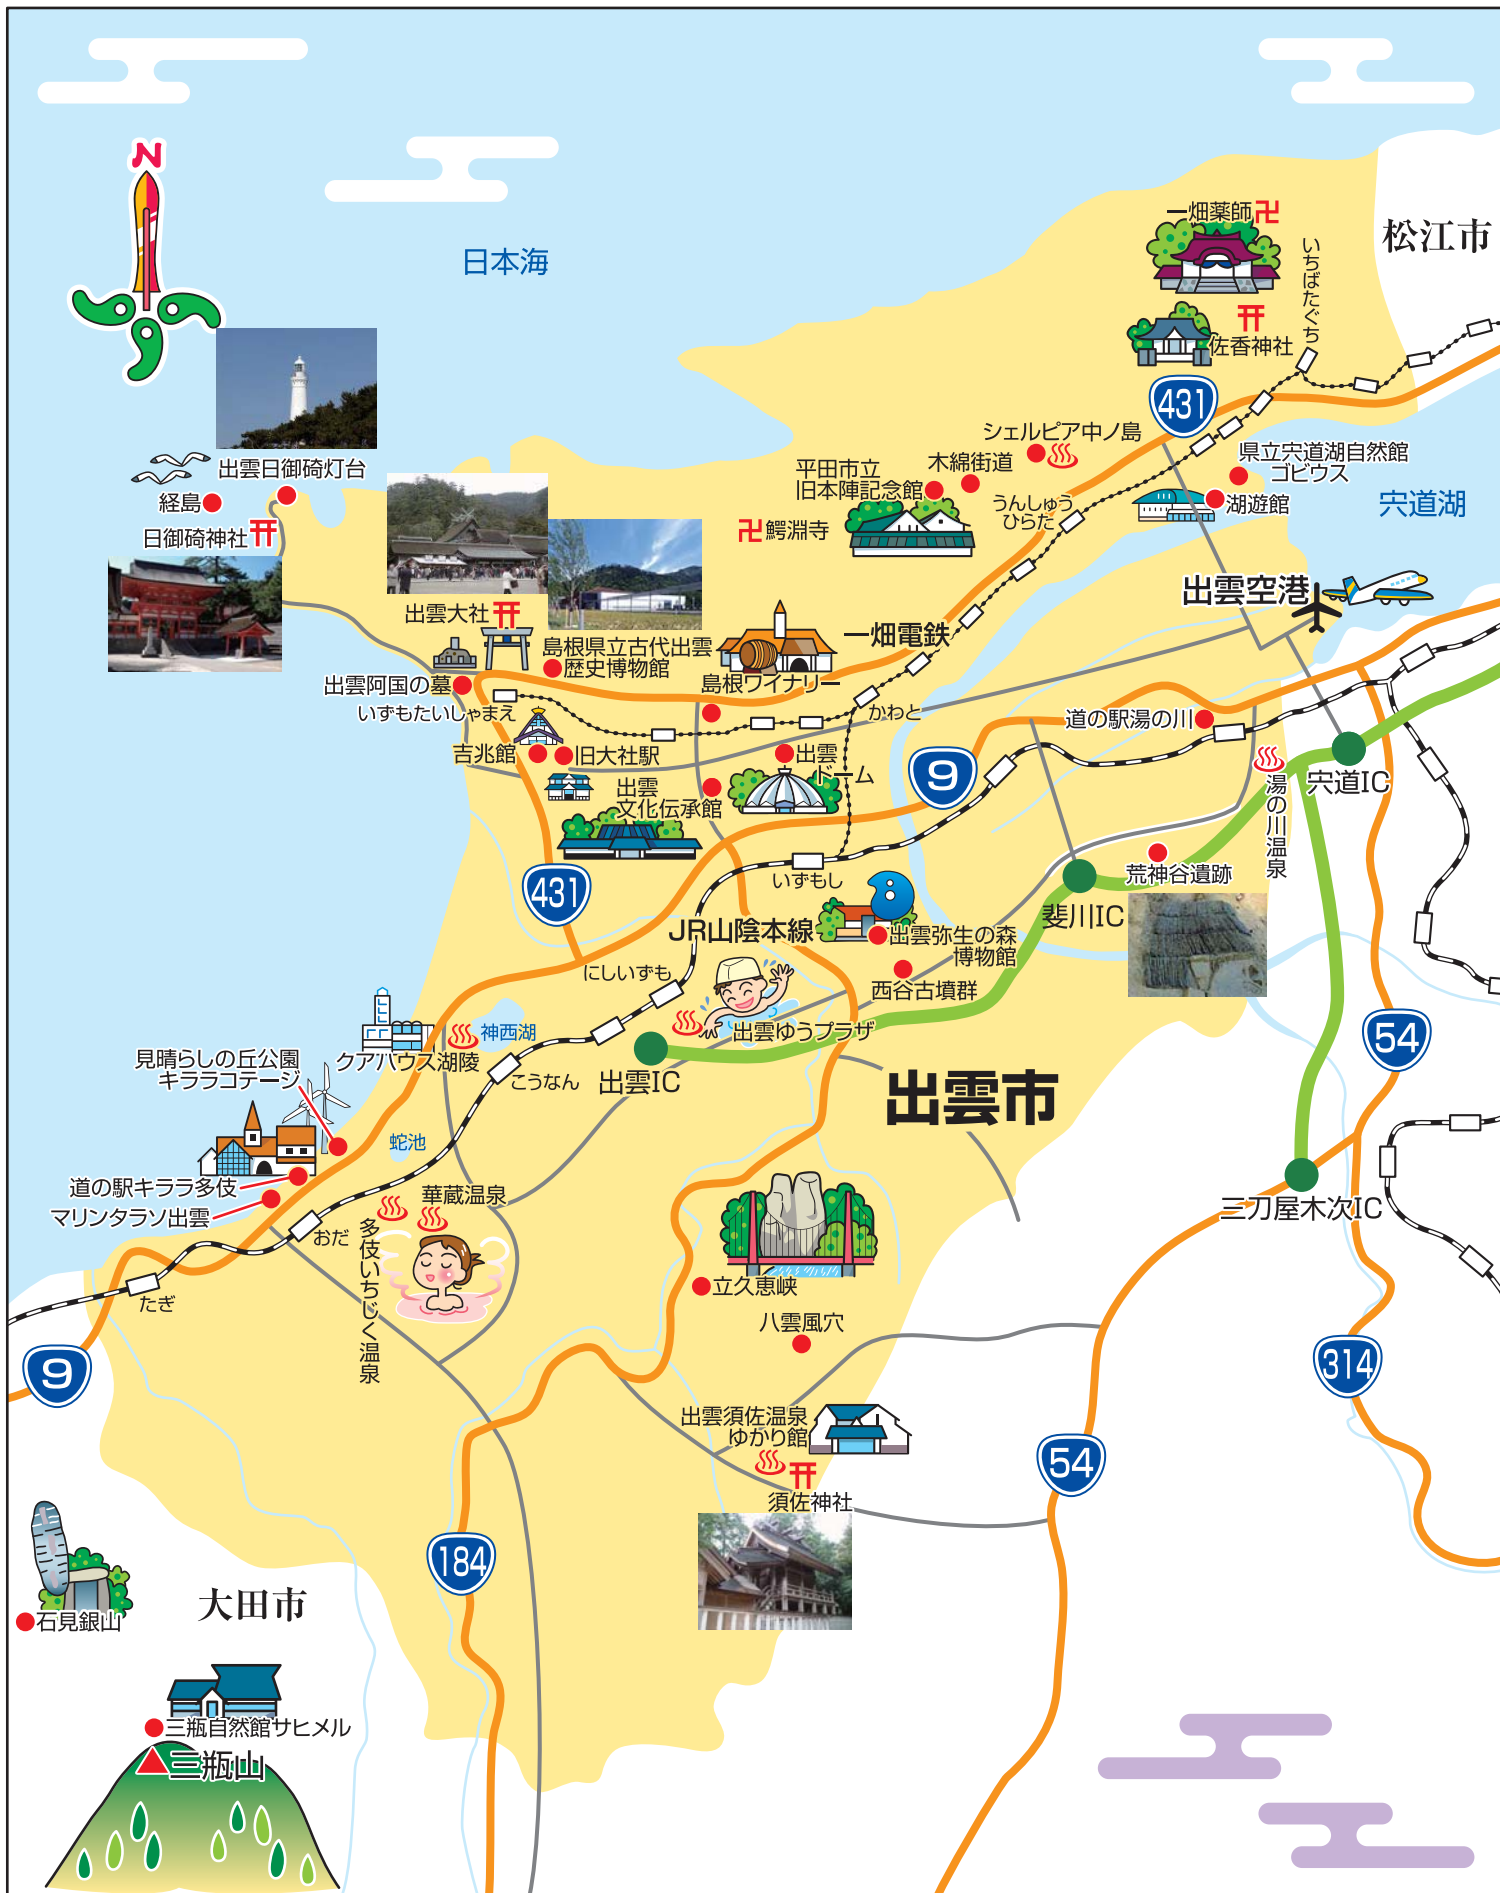 N
日本海
松江市
一畑薬師
いちばたぐち
佐香神社
431
シェルピア中ノ島
木綿街道
平田市立
旧本陣記念館
うんしゅう
ひらた
県立宍道湖自然館
ゴビウス
湖遊館
宍道湖
鰐淵寺
出雲日御碕灯台
経島
日御碕神社
出雲空港
出雲大社
島根県立古代出雲
歴史博物館
一畑電鉄
島根ワイナリー
出雲阿国の墓
いずもたいしゃまえ
かわと
道の駅湯の川
吉兆館
旧大社駅
出雲
ドーム
出雲
文化伝承館
9
宍道IC
湯の川温泉
荒神谷遺跡
いずもし
431
斐川IC
JR山陰本線
出雲弥生の森
博物館
にしいずも
西谷古墳群
出雲ゆうプラザ
神西湖
クアハウス湖陵
見晴らしの丘公園
キララコテージ
こうなん
出雲IC
出雲市
54
蛇池
道の駅キララ多伎
マリンタラソ出雲
華蔵温泉
多伎いちじく温泉
おだ
たぎ
三刀屋木次IC
立久恵峡
八雲風穴
9
314
出雲須佐温泉
ゆかり館
須佐神社
54
184
石見銀山
大田市
三瓶自然館サヒメル
三瓶山